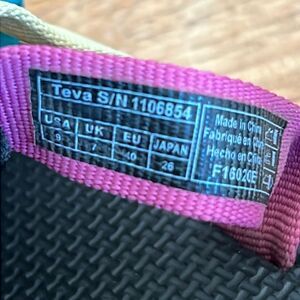 Teva S/N 1106854
USA UK EU JAPAN
9 7 40 26
Made in China
Fabriqué en Chine
Hecho en China
F16020E